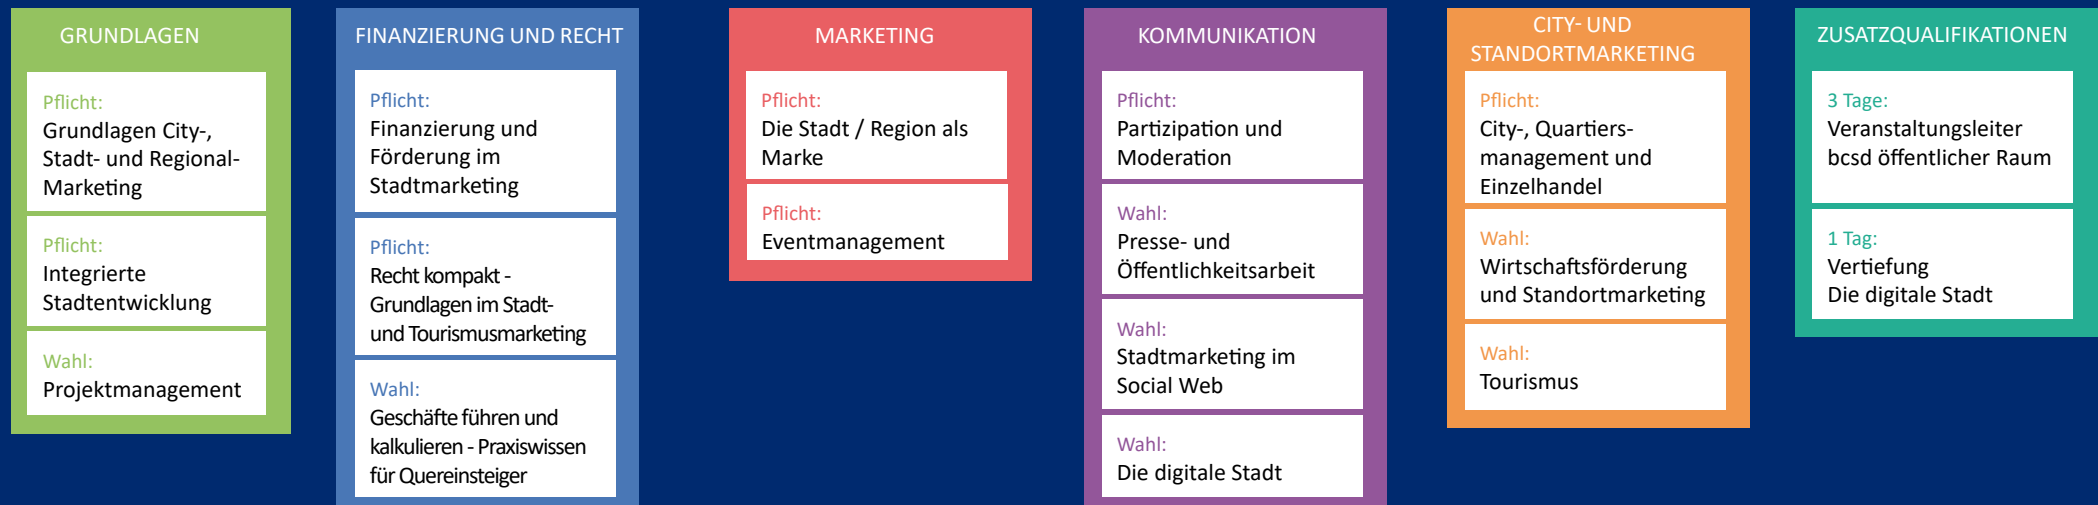 GRUNDLAGEN
Pflicht:
Grundlagen City-,
Stadt- und Regional-
Marketing
Pflicht:
Integrierte
Stadtentwicklung
Wahl:
Projektmanagement
FINANZIERUNG UND RECHT
Pflicht:
Finanzierung und
Förderung im
Stadtmarketing
Pflicht:
Recht kompakt -
Grundlagen im Stadt-
und Tourismusmarketing
Wahl:
Geschäfte führen und
kalkulieren - Praxiswissen
für Quereinsteiger
MARKETING
Pflicht:
Die Stadt / Region als
Marke
Pflicht:
Eventmanagement
KOMMUNIKATION
Pflicht:
Partizipation und
Moderation
Wahl:
Presse- und
Öffentlichkeitsarbeit
Wahl:
Stadtmarketing im
Social Web
Wahl:
Die digitale Stadt
CITY- UND
STANDORTMARKETING
Pflicht:
City-, Quartiers-
management und
Einzelhandel
Wahl:
Wirtschaftsförderung
und Standortmarketing
Wahl:
Tourismus
ZUSATZQUALIFIKATIONEN
3 Tage:
Veranstaltungsleiter
bcsd öffentlicher Raum
1 Tag:
Vertiefung
Die digitale Stadt